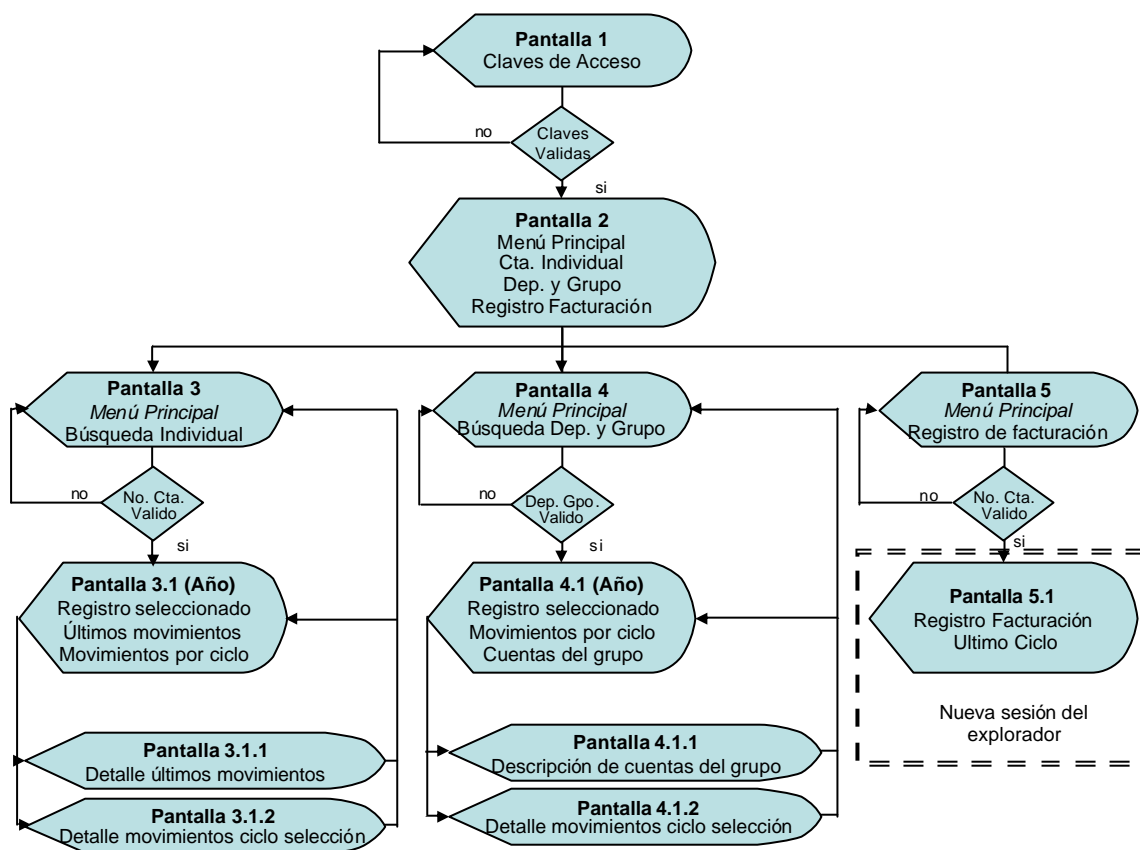 Pantalla 1
Claves de Acceso
no
Claves
Validas
si
Pantalla 2
Menú Principal
Cta. Individual
Dep. y Grupo
Registro Facturación
Pantalla 3
Menú Principal
Búsqueda Individual
no
No. Cta.
Valido
si
Pantalla 3.1 (Año)
Registro seleccionado
Últimos movimientos
Movimientos por ciclo
Pantalla 3.1.1
Detalle últimos movimientos
Pantalla 3.1.2
Detalle movimientos ciclo selección
Pantalla 4
Menú Principal
Búsqueda Dep. y Grupo
no
Dep. Gpo.
Valido
si
Pantalla 4.1 (Año)
Registro seleccionado
Movimientos por ciclo
Cuentas del grupo
Pantalla 4.1.1
Descripción de cuentas del grupo
Pantalla 4.1.2
Detalle movimientos ciclo selección
Pantalla 5
Menú Principal
Registro de facturación
no
No. Cta.
Valido
si
Pantalla 5.1
Registro Facturación
Ultimo Ciclo
Nueva sesión del
explorador